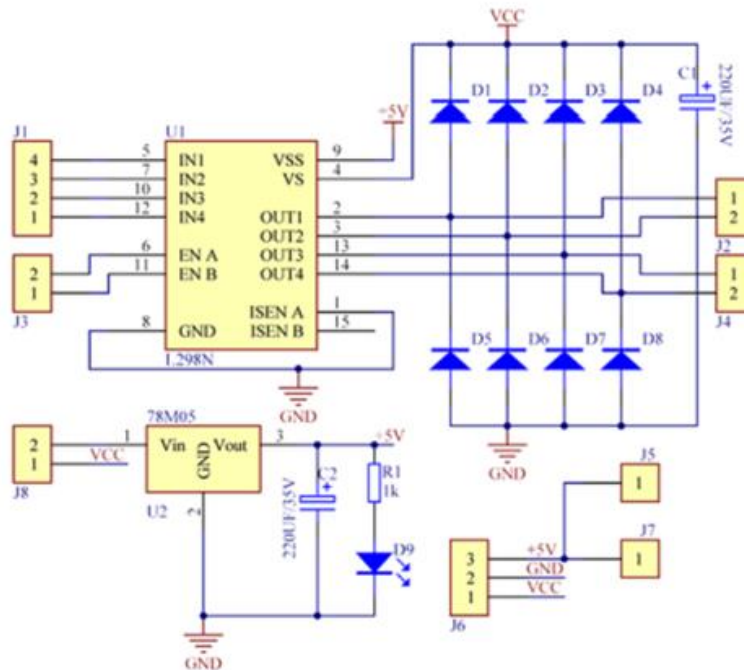 VCC
C1
+
220UF/35V
D1 D2 D3 D4
+5V
J1
U1
4 5 IN1 VSS 9
3 7 IN2 VS 4
2 10 IN3
1 12 IN4 OUT1 2
OUT2 3
2 6 EN A OUT3 13
1 11 EN B OUT4 14
J3
ISEN A 1
8 GND ISEN B 15
L298N
GND
1
2
J2
1
2
J4
D5 D6 D7 D8
GND
78M05
2 1 Vin Vout 3 +5V
1 VCC
GND
J8
U2
2
C2
+
220UF/35V
R1
1k
D9
GND
J5
1
J7
3 +5V 1
2 GND
1 VCC
J6